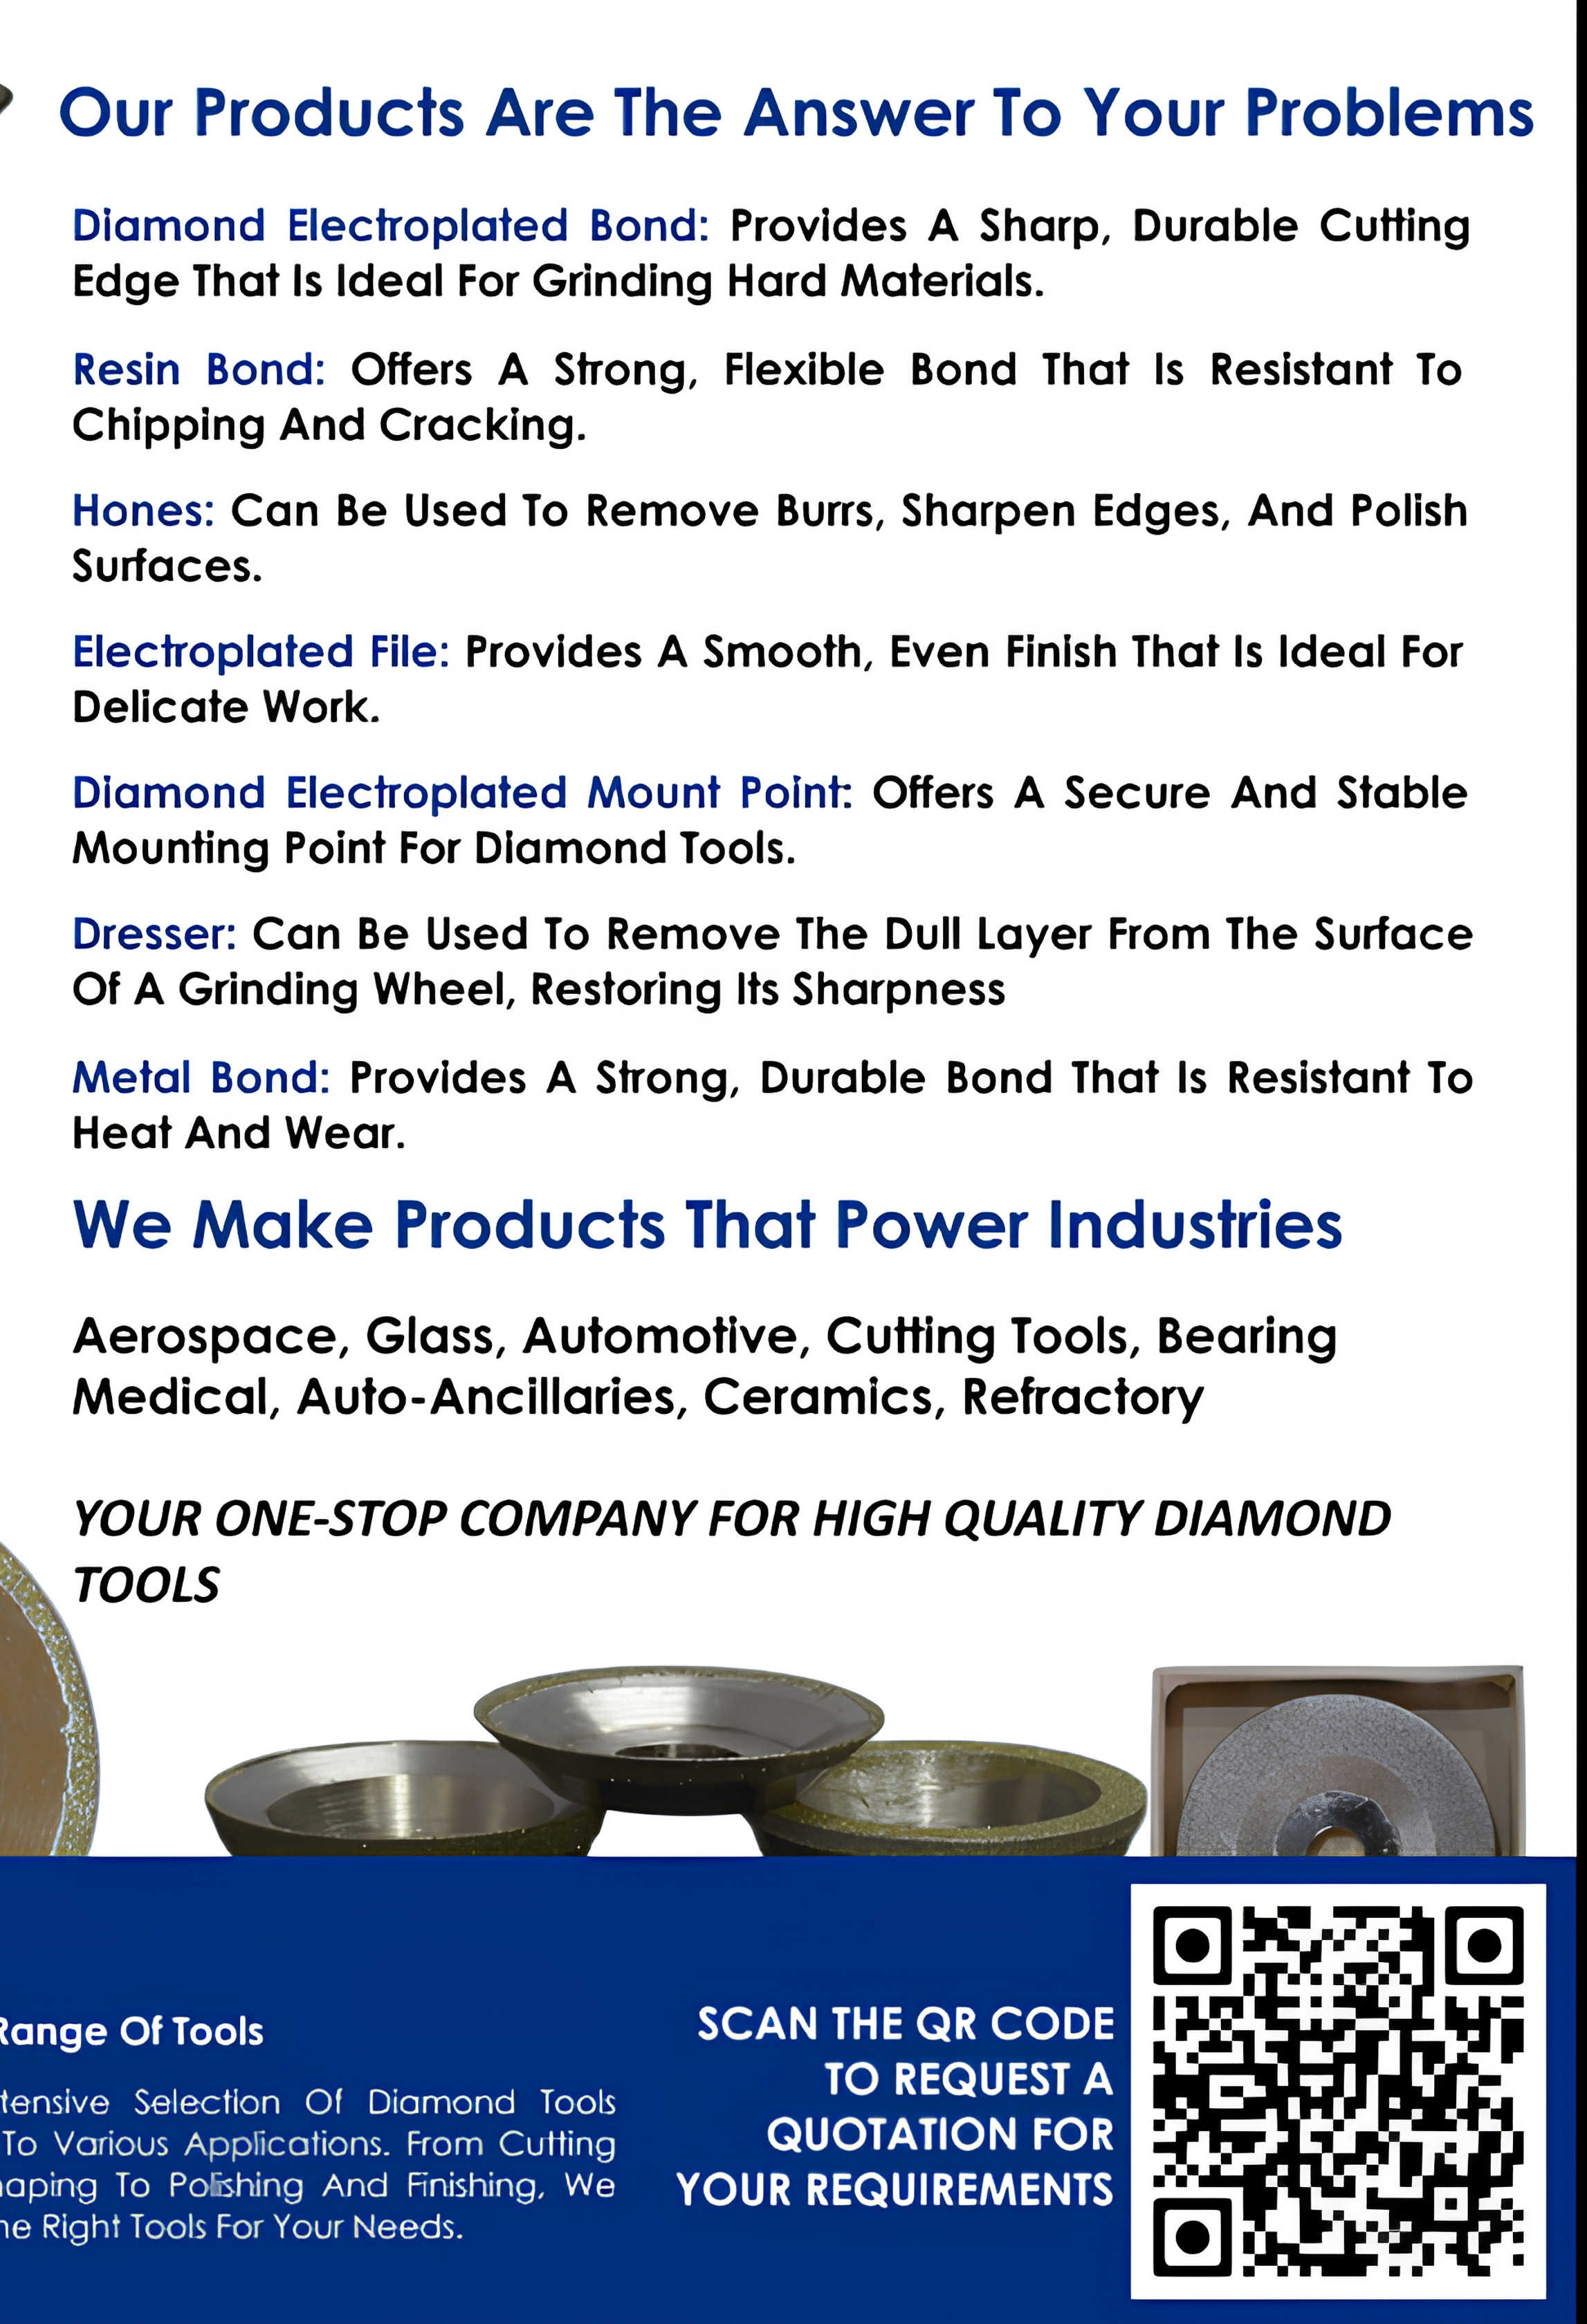 Our Products Are The Answer To Your Problems
Diamond Electroplated Bond: Provides A Sharp, Durable Cutting
Edge That Is Ideal For Grinding Hard Materials.
Resin Bond: Offers A Strong, Flexible Bond That Is Resistant To
Chipping And Cracking.
Hones: Can Be Used To Remove Burrs, Sharpen Edges, And Polish
Surfaces.
Electroplated File: Provides A Smooth, Even Finish That Is Ideal For
Delicate Work.
Diamond Electroplated Mount Point: Offers A Secure And Stable
Mounting Point For Diamond Tools.
Dresser: Can Be Used To Remove The Dull Layer From The Surface
Of A Grinding Wheel, Restoring Its Sharpness
Metal Bond: Provides A Strong, Durable Bond That Is Resistant To
Heat And Wear.
We Make Products That Power Industries
Aerospace, Glass, Automotive, Cutting Tools, Bearing
Medical, Auto-Ancillaries, Ceramics, Refractory
YOUR ONE-STOP COMPANY FOR HIGH QUALITY DIAMOND
TOOLS
Range Of Tools
tensive Selection Of Diamond Tools
To Various Applications. From Cutting
aping To Polishing And Finishing, We
he Right Tools For Your Needs.
SCAN THE QR CODE
TO REQUEST A
QUOTATION FOR
YOUR REQUIREMENTS